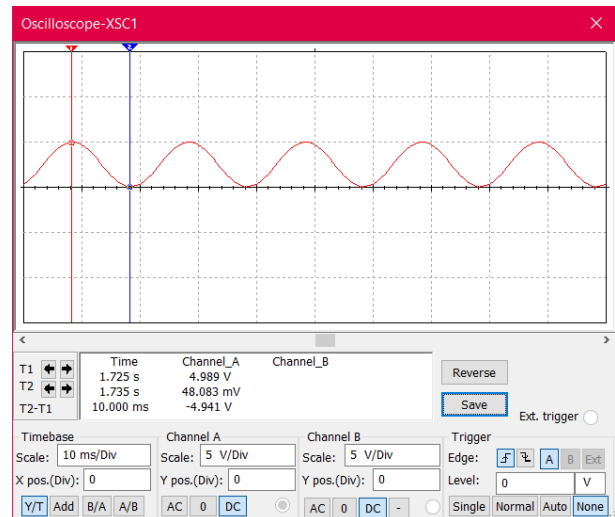 Oscilloscope-XSC1
1
2
Time Channel_A Channel_B
T1 1.725 s 4.989 V
T2 1.735 s 48.083 mV
T2-T1 10.000 ms -4.941 V
Reverse
Save
Ext. trigger
Timebase Channel A Channel B Trigger
Scale: 10 ms/Div Scale: 5 V/Div Scale: 5 V/Div Edge: A B Ext
X pos.(Div): 0 Y pos.(Div): 0 Y pos.(Div): 0 Level: 0 V
Y/T Add B/A A/B AC 0 DC AC 0 DC - Single Normal Auto None